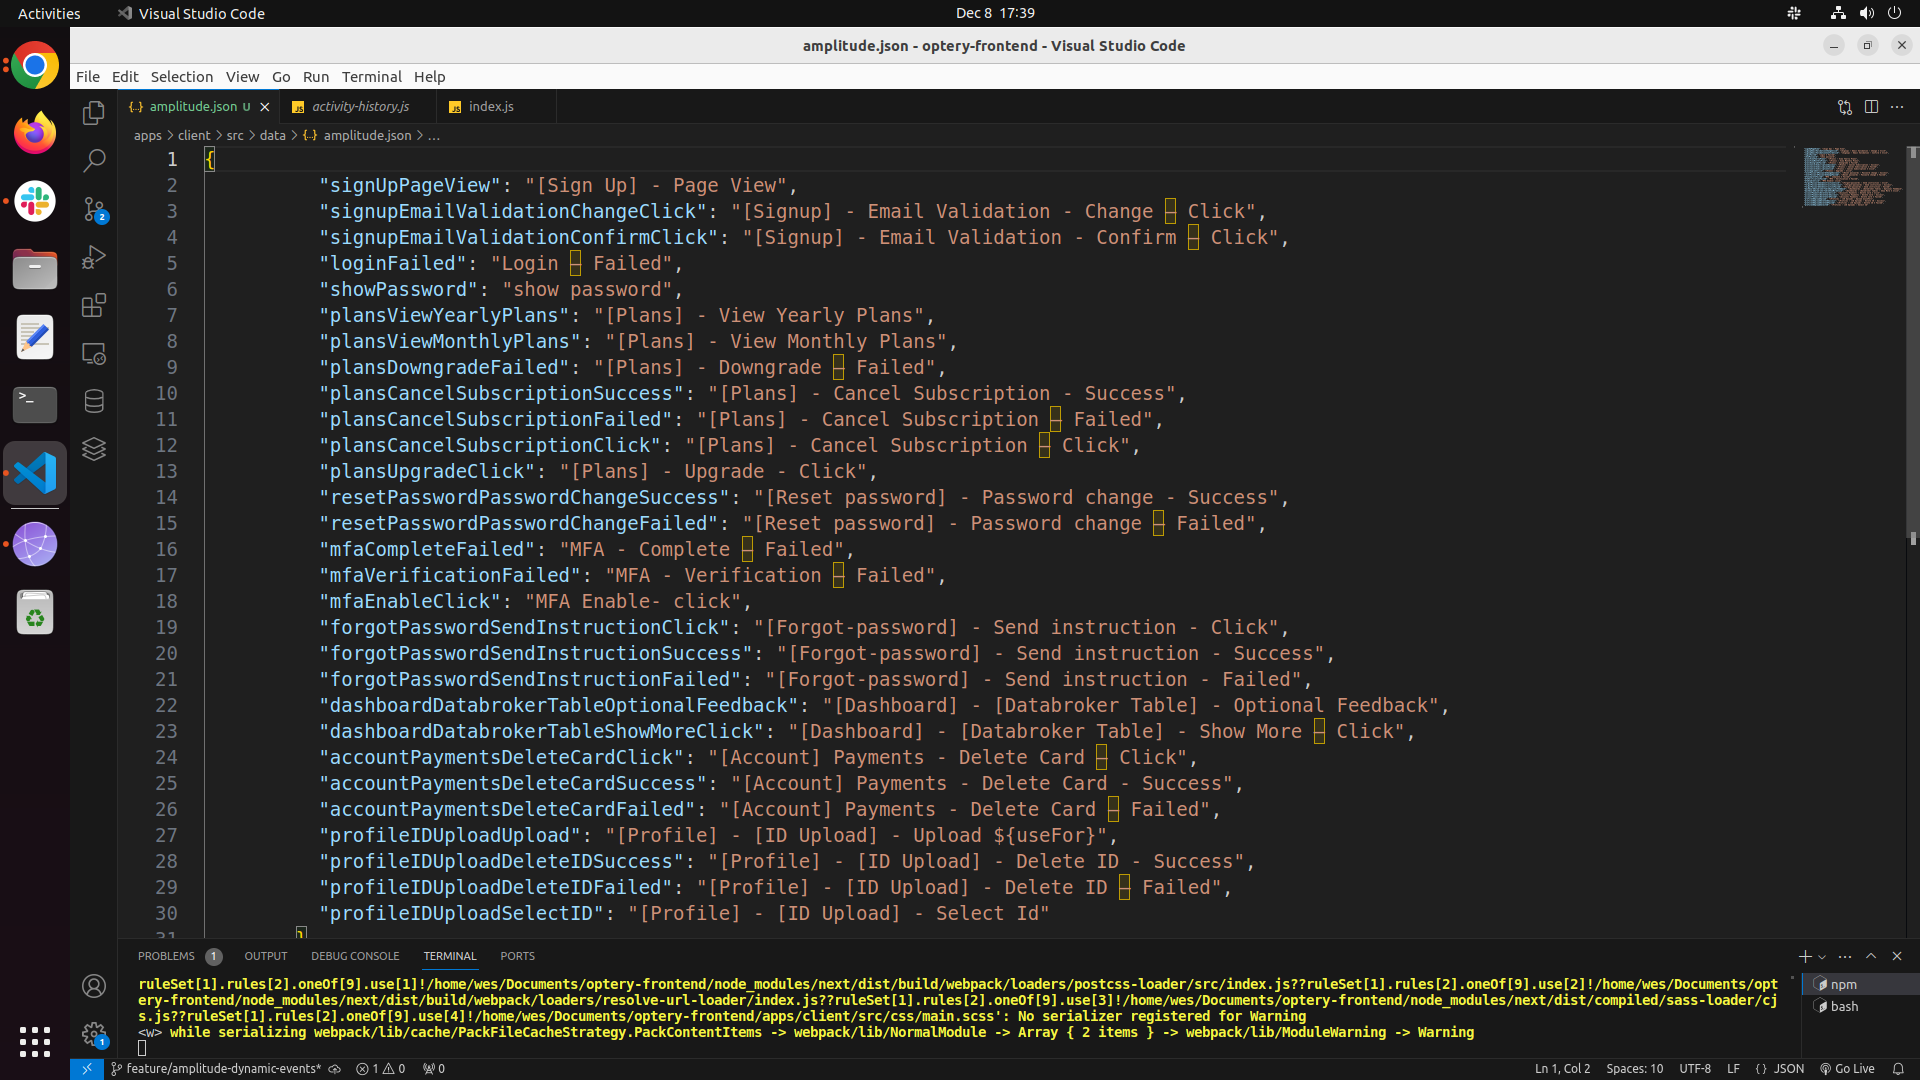 Activities
Visual Studio Code
Dec 8 17:39
amplitude.json - optery-frontend - Visual Studio Code
File Edit Selection View Go Run Terminal Help
{..} amplitude.json U
JS activity-history.js
JS index.js
apps > client > src > data > {..} amplitude.json > ...
1 {
2 "signUpPageView": "[Sign Up] - Page View",
3 "signupEmailValidationChangeClick": "[Signup] - Email Validation - Change – Click",
4 "signupEmailValidationConfirmClick": "[Signup] - Email Validation - Confirm – Click",
5 "loginFailed": "Login – Failed",
6 "showPassword": "show password",
7 "plansViewYearlyPlans": "[Plans] - View Yearly Plans",
8 "plansViewMonthlyPlans": "[Plans] - View Monthly Plans",
9 "plansDowngradeFailed": "[Plans] - Downgrade – Failed",
10 "plansCancelSubscriptionSuccess": "[Plans] - Cancel Subscription - Success",
11 "plansCancelSubscriptionFailed": "[Plans] - Cancel Subscription – Failed",
12 "plansCancelSubscriptionClick": "[Plans] - Cancel Subscription – Click",
13 "plansUpgradeClick": "[Plans] - Upgrade - Click",
14 "resetPasswordPasswordChangeSuccess": "[Reset password] - Password change - Success",
15 "resetPasswordPasswordChangeFailed": "[Reset password] - Password change – Failed",
16 "mfaCompleteFailed": "MFA - Complete – Failed",
17 "mfaVerificationFailed": "MFA - Verification – Failed",
18 "mfaEnableClick": "MFA Enable- click",
19 "forgotPasswordSendInstructionClick": "[Forgot-password] - Send instruction - Click",
20 "forgotPasswordSendInstructionSuccess": "[Forgot-password] - Send instruction - Success",
21 "forgotPasswordSendInstructionFailed": "[Forgot-password] - Send instruction - Failed",
22 "dashboardDatabrokerTableOptionalFeedback": "[Dashboard] - [Databroker Table] - Optional Feedback",
23 "dashboardDatabrokerTableShowMoreClick": "[Dashboard] - [Databroker Table] - Show More – Click",
24 "accountPaymentsDeleteCardClick": "[Account] Payments - Delete Card – Click",
25 "accountPaymentsDeleteCardSuccess": "[Account] Payments - Delete Card - Success",
26 "accountPaymentsDeleteCardFailed": "[Account] Payments - Delete Card – Failed",
27 "profileIDUploadUpload": "[Profile] - [ID Upload] - Upload ${useFor}",
28 "profileIDUploadDeleteIDSuccess": "[Profile] - [ID Upload] - Delete ID - Success",
29 "profileIDUploadDeleteIDFailed": "[Profile] - [ID Upload] - Delete ID – Failed",
30 "profileIDUploadSelectID": "[Profile] - [ID Upload] - Select Id"
31 }
PROBLEMS 1 OUTPUT DEBUG CONSOLE TERMINAL PORTS
ruleSet[1].rules[2].oneOf[9].use[1]!/home/wes/Documents/optery-frontend/node_modules/next/dist/build/webpack/loaders/postcss-loader/src/index.js??ruleSet[1].rules[2].oneOf[9].use[2]!/home/wes/Documents/opt
ery-frontend/node_modules/next/dist/build/webpack/loaders/resolve-url-loader/index.js??ruleSet[1].rules[2].oneOf[9].use[3]!/home/wes/Documents/optery-frontend/node_modules/next/dist/compiled/sass-loader/cj
s.js??ruleSet[1].rules[2].oneOf[9].use[4]!/home/wes/Documents/optery-frontend/apps/client/src/css/main.scss': No serializer registered for Warning
<w> while serializing webpack/lib/cache/PackFileCacheStrategy.PackContentItems -> webpack/lib/NormalModule -> Array { 2 items } -> webpack/lib/ModuleWarning -> Warning
npm
bash
2
1
feature/amplitude-dynamic-events* 1 0 0
Ln 1, Col 2 Spaces: 10 UTF-8 LF {} JSON Go Live